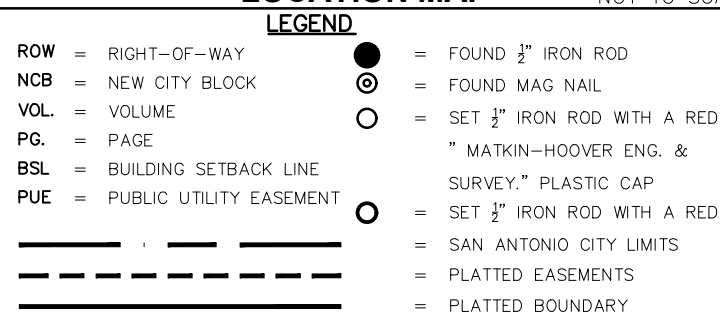 LEGEND
ROW = RIGHT-OF-WAY
NCB = NEW CITY BLOCK
VOL. = VOLUME
PG. = PAGE
BSL = BUILDING SETBACK LINE
PUE = PUBLIC UTILITY EASEMENT
= FOUND ½" IRON ROD
= FOUND MAG NAIL
= SET ½" IRON ROD WITH A RED
" MATKIN-HOOVER ENG. &
SURVEY." PLASTIC CAP
= SET ½" IRON ROD WITH A RED
= SAN ANTONIO CITY LIMITS
= PLATTED EASEMENTS
= PLATTED BOUNDARY